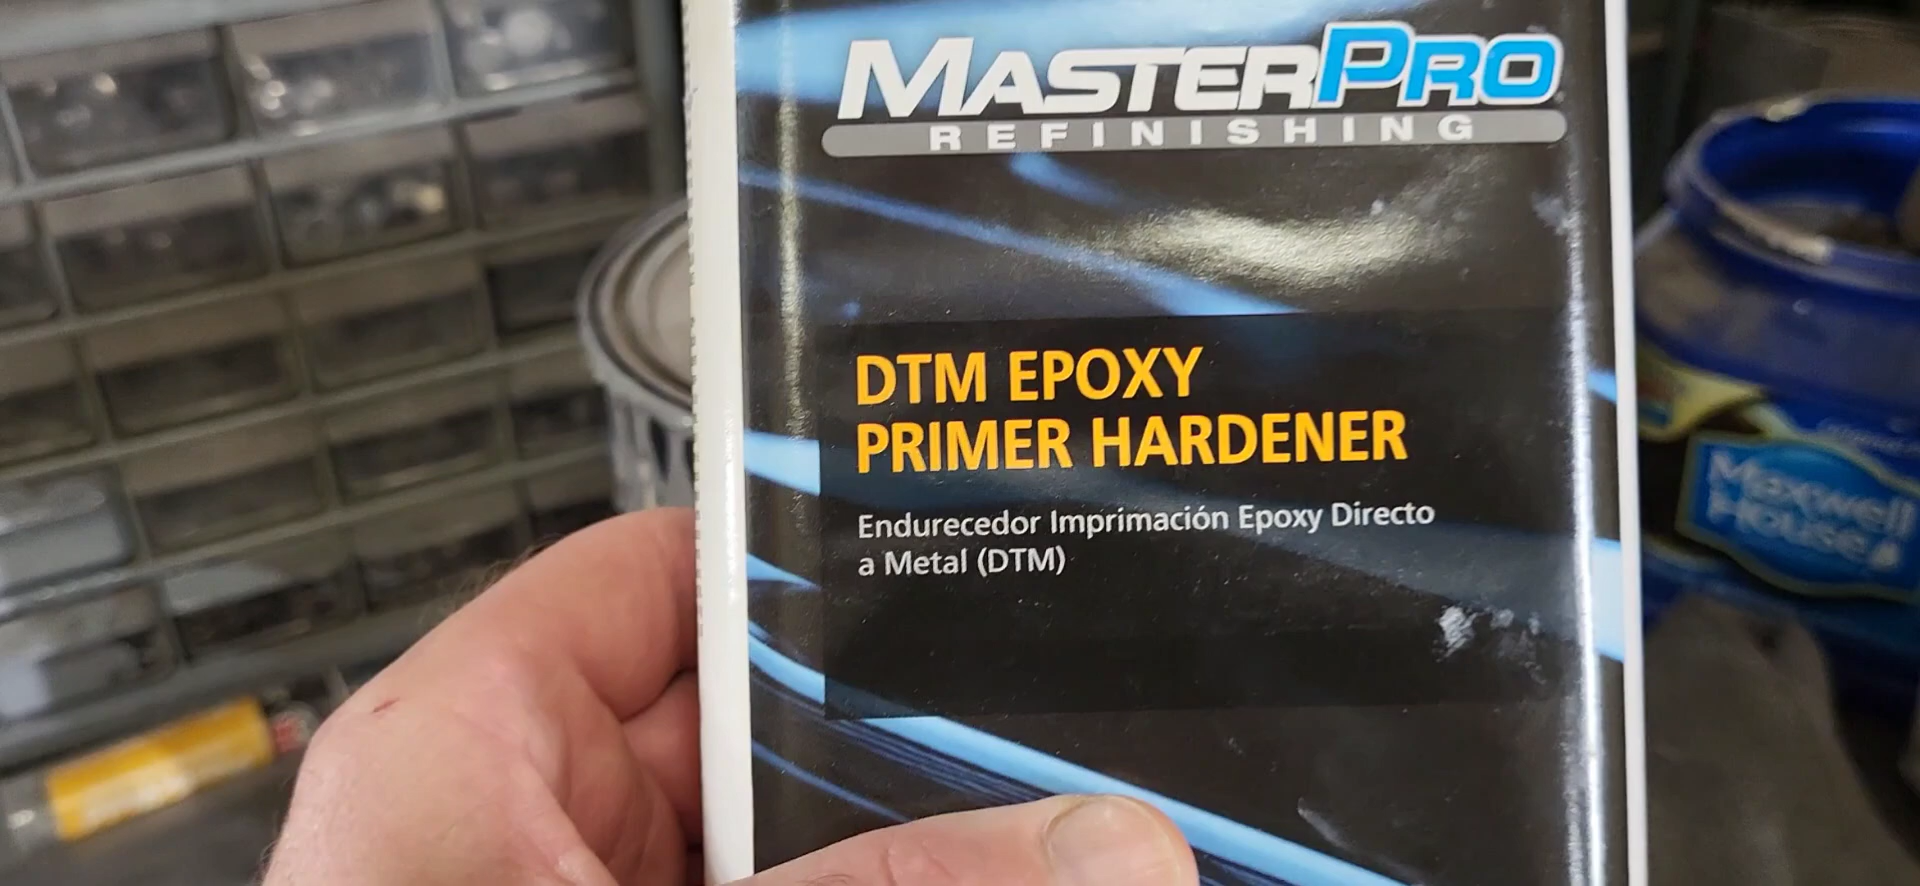 MASTERPRO
REFINISHING
DTM EPOXY
PRIMER HARDENER
Endurecedor Imprimación Epoxy Directo
a Metal (DTM)
Maxwell
House